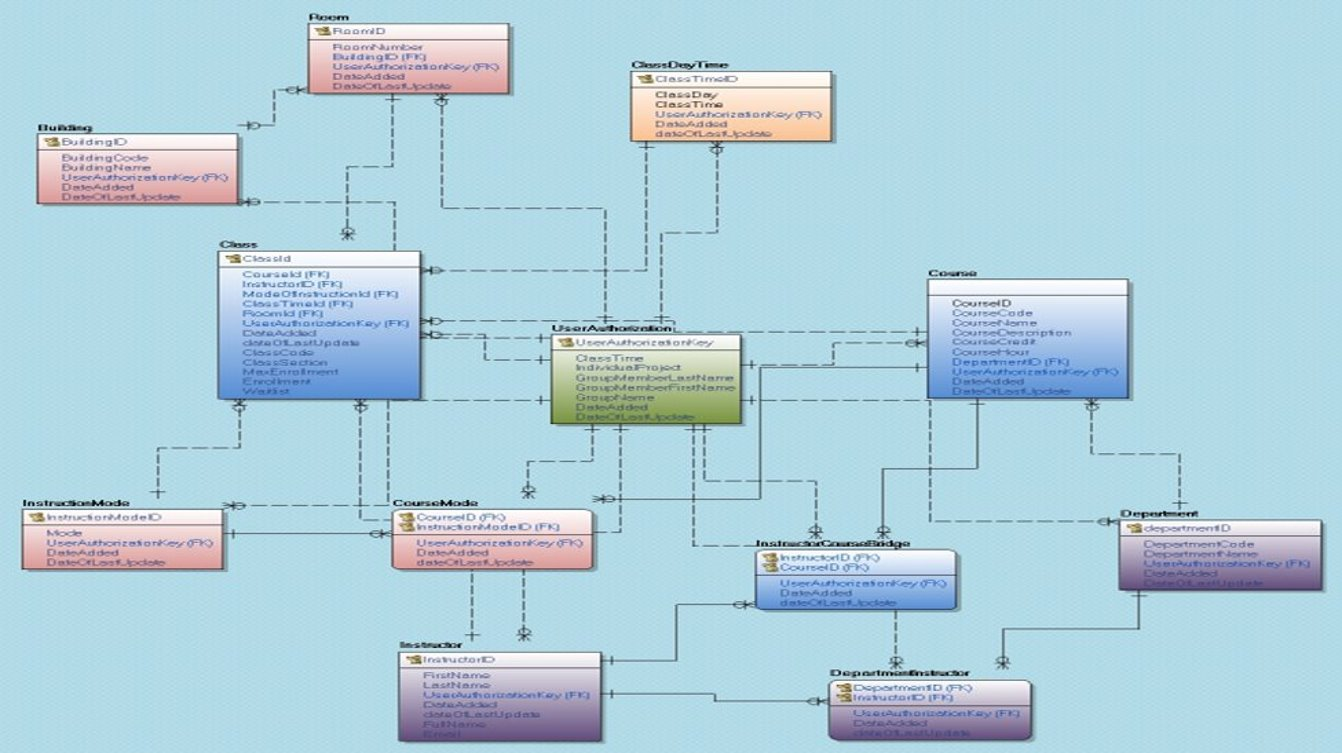 Room
RoomID
RoomNumber
BuildingID (FK)
UserAuthorizationKey (FK)
DateAdded
DateOfLastUpdate
ClassDayTime
ClassTimeID
ClassDay
ClassTime
UserAuthorizationKey (FK)
DateAdded
dateOfLastUpdate
Building
BuildingID
BuildingCode
BuildingName
UserAuthorizationKey (FK)
DateAdded
DateOfLastUpdate
Class
ClassId
CourseId (FK)
InstructorID (FK)
ModeOfInstructionId (FK)
ClassTimeId (FK)
RoomId (FK)
UserAuthorizationKey (FK)
DateAdded
dateOfLastUpdate
ClassCode
ClassSection
MaxEnrollment
Enrollment
Waitlist
Course
CourseID
CourseCode
CourseName
CourseDescription
CourseCredit
CourseHour
DepartmentID (FK)
UserAuthorizationKey (FK)
DateAdded
DateOfLastUpdate
UserAuthorization
UserAuthorizationKey
ClassTime
IndividualProject
GroupMemberLastName
GroupMemberFirstName
GroupName
DateAdded
DateOfLastUpdate
InstructionMode
InstructionModeID
Mode
UserAuthorizationKey (FK)
DateAdded
DateOfLastUpdate
CourseMode
CourseID (FK)
InstructionModeID (FK)
UserAuthorizationKey (FK)
DateAdded
dateOfLastUpdate
InstructorCourseBridge
InstructorID (FK)
CourseID (FK)
UserAuthorizationKey (FK)
DateAdded
dateOfLastUpdate
Department
departmentID
DepartmentCode
DepartmentName
UserAuthorizationKey (FK)
DateAdded
DateOfLastUpdate
Instructor
InstructorID
FirstName
LastName
UserAuthorizationKey (FK)
DateAdded
dateOfLastUpdate
FullName
Email
DepartmentInstructor
DepartmentID (FK)
InstructorID (FK)
UserAuthorizationKey (FK)
DateAdded
dateOfLastUpdate